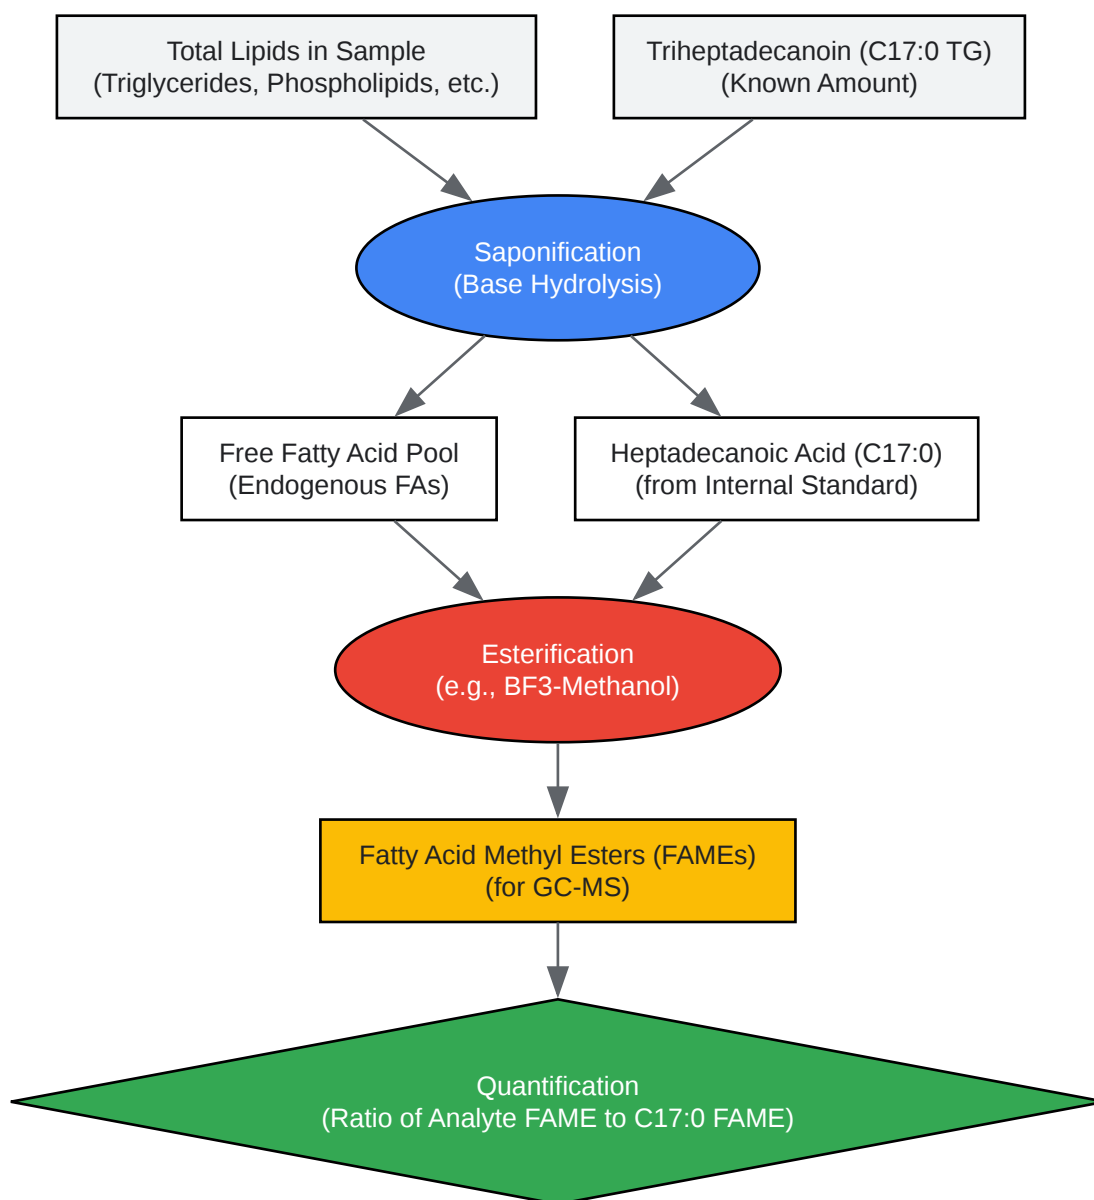 Total Lipids in Sample
(Triglycerides, Phospholipids, etc.)
Triheptadecanoin (C17:0 TG)
(Known Amount)
Saponification
(Base Hydrolysis)
Free Fatty Acid Pool
(Endogenous FAs)
Heptadecanoic Acid (C17:0)
(from Internal Standard)
Esterification
(e.g., BF3-Methanol)
Fatty Acid Methyl Esters (FAMEs)
(for GC-MS)
Quantification
(Ratio of Analyte FAME to C17:0 FAME)